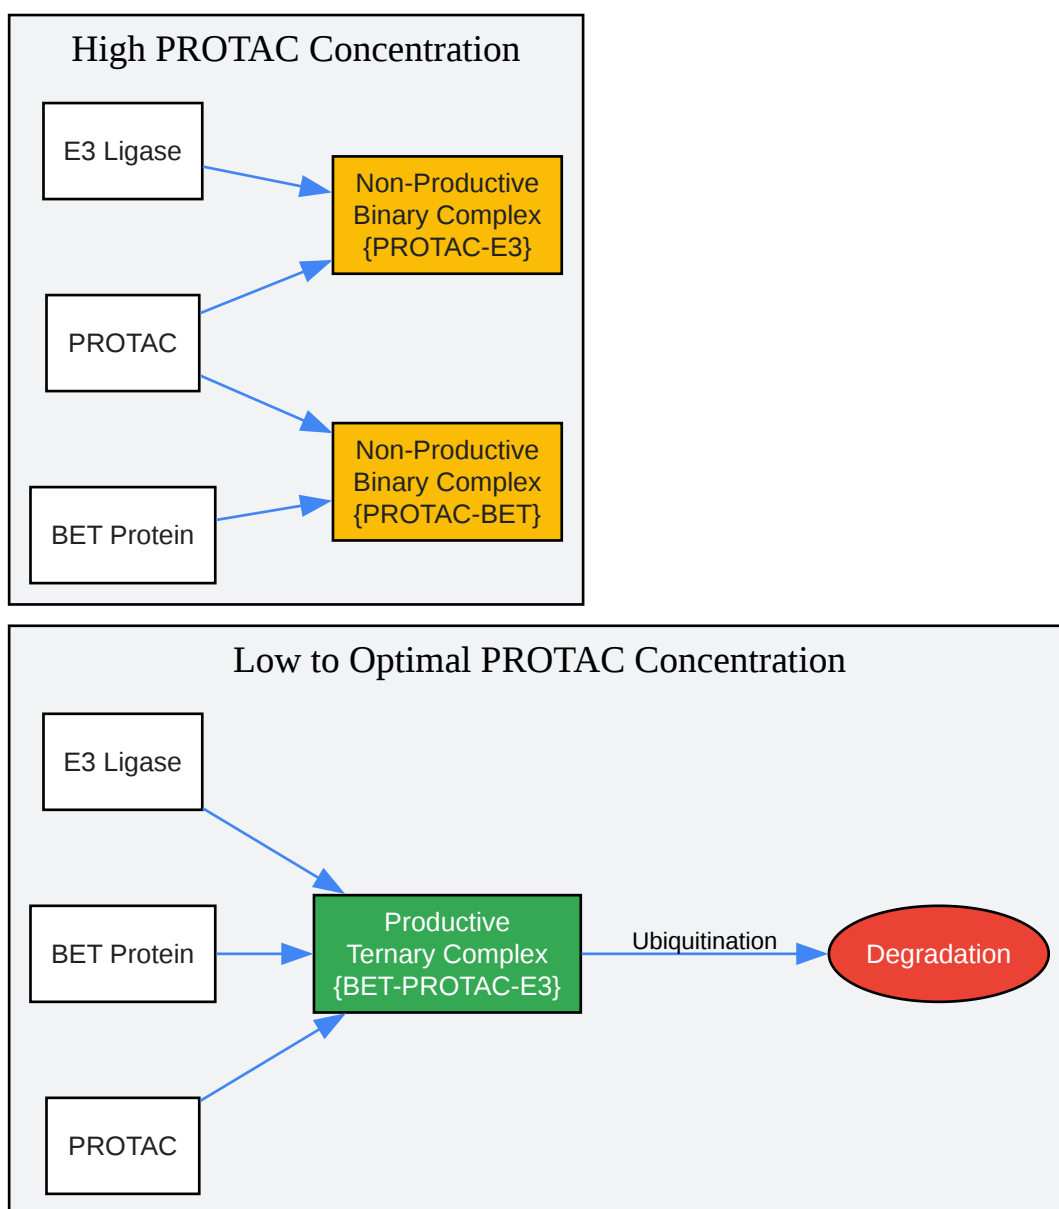 High PROTAC Concentration
E3 Ligase
Non-Productive
Binary Complex
{PROTAC-E3}
PROTAC
Non-Productive
Binary Complex
{PROTAC-BET}
BET Protein
Low to Optimal PROTAC Concentration
E3 Ligase
BET Protein
Productive
Ternary Complex
{BET-PROTAC-E3}
Ubiquitination
Degradation
PROTAC